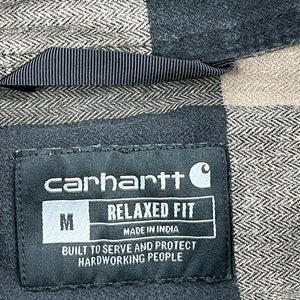 carhartt
M RELAXED FIT
MADE IN INDIA
BUILT TO SERVE AND PROTECT
HARDWORKING PEOPLE